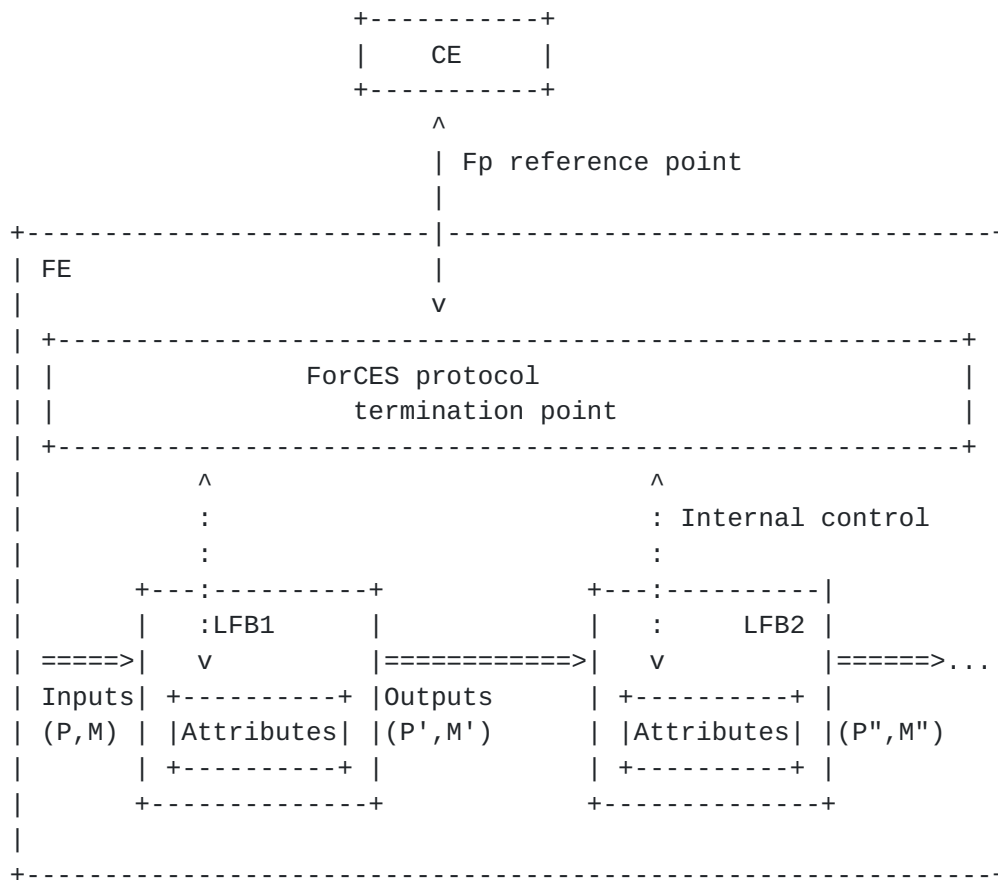 CE
Fp reference point
FE
ForCES protocol
termination point
Internal control
LFB1 LFB2
...
Inputs Outputs
(P,M) Attributes (P',M') Attributes (P",M")